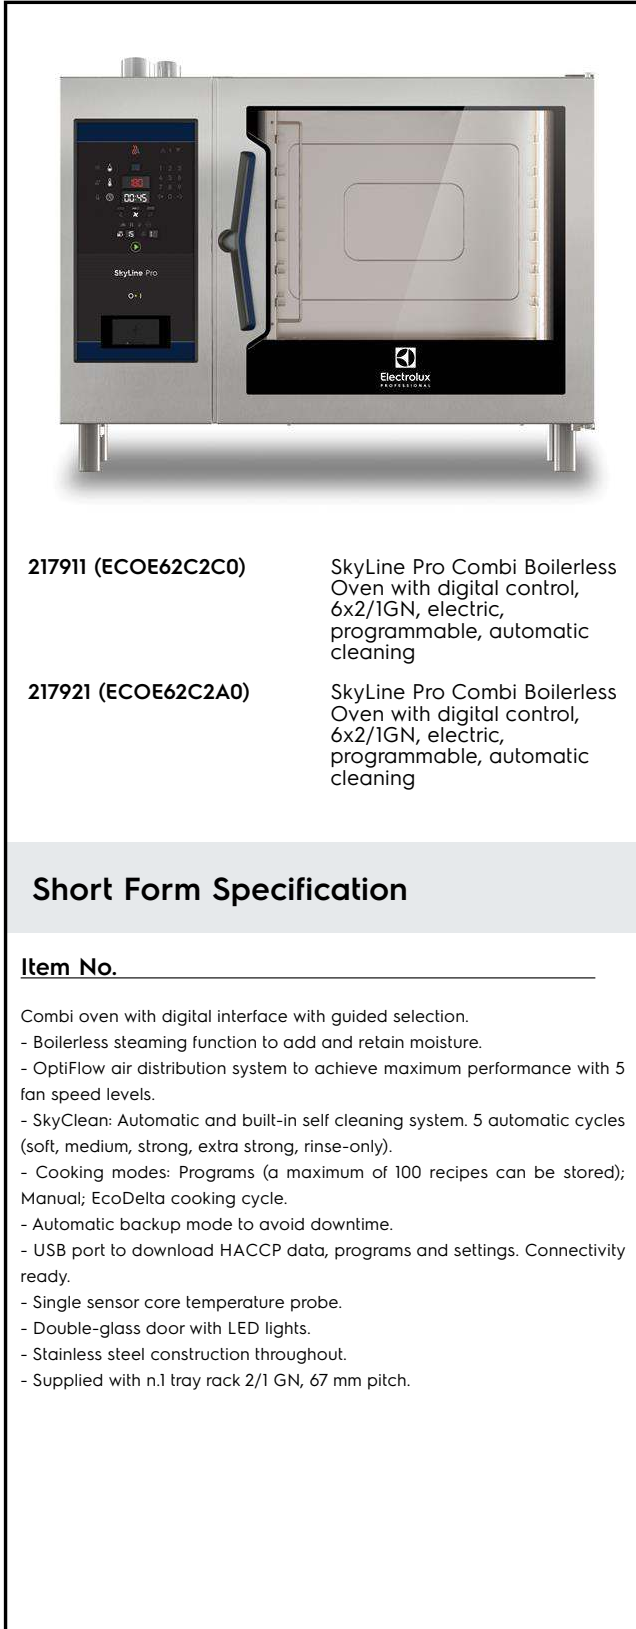 180
00:45
15
SkyLine Pro
Electrolux
PROFESSIONAL
217911 (ECOE62C2C0)
SkyLine Pro Combi Boilerless
Oven with digital control,
6x2/1GN, electric,
programmable, automatic
cleaning
217921 (ECOE62C2A0)
SkyLine Pro Combi Boilerless
Oven with digital control,
6x2/1GN, electric,
programmable, automatic
cleaning
Short Form Specification
Item No.
Combi oven with digital interface with guided selection.
- Boilerless steaming function to add and retain moisture.
- OptiFlow air distribution system to achieve maximum performance with 5
fan speed levels.
- SkyClean: Automatic and built-in self cleaning system. 5 automatic cycles
(soft, medium, strong, extra strong, rinse-only).
- Cooking modes: Programs (a maximum of 100 recipes can be stored);
Manual; EcoDelta cooking cycle.
- Automatic backup mode to avoid downtime.
- USB port to download HACCP data, programs and settings. Connectivity
ready.
- Single sensor core temperature probe.
- Double-glass door with LED lights.
- Stainless steel construction throughout.
- Supplied with n.1 tray rack 2/1 GN, 67 mm pitch.